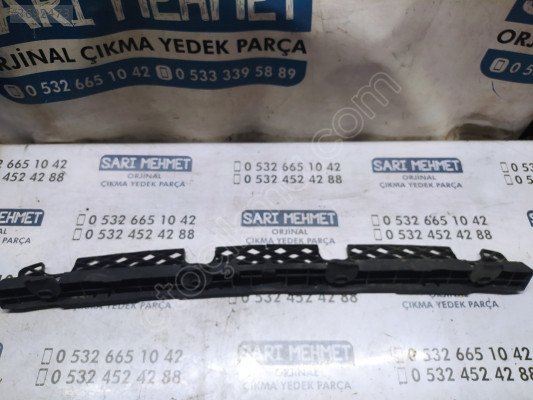 SARI MEHMET
ORJİNAL ÇIKMA YEDEK PARÇA
0 532 665 10 42 / 0 533 339 58 89
ORJ
ÇIKMA
0 532
0 532 665 10 42
0 532 452 42 88
SARI MEHMET
ORJİNAL
ÇIKMA YEDEK PARÇA
0 532 665 10 42
0 532 452 42 88
SARI MEHMET
ORJİNAL
ÇIKMA YEDEK PARÇA
0 532 665 10 42
0 532 452 42 88
SARI MEHMET
ORJİNAL
ÇIKMA YEDEK PARÇA
0 532 665 10 42
0 532 452 42 88
0 532 665 10 42
0 532 452 42 88
SARI MEHMET
ORJİNAL
ÇIKMA YEDEK PARÇA
0 532 665 10 42
0 532 452 42 88